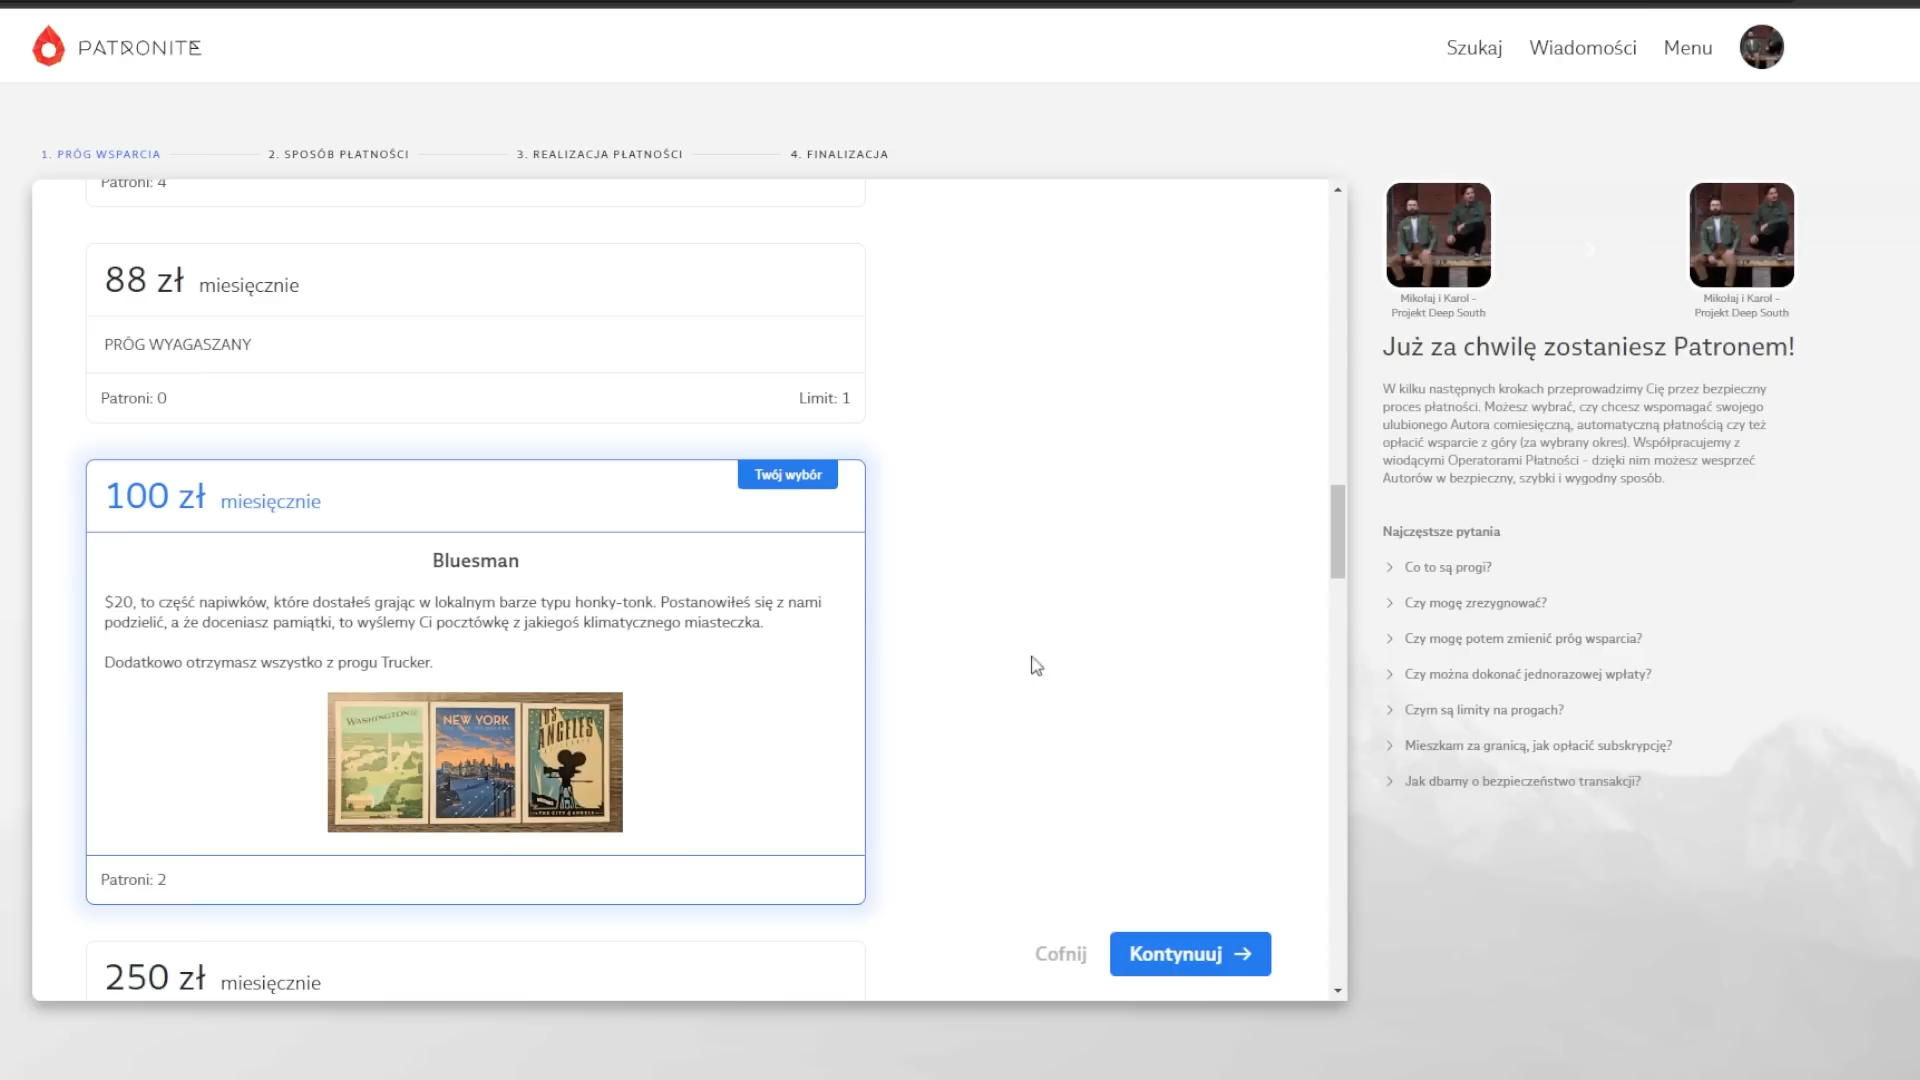 PATRONITE
Szukaj
Wiadomości
Menu
1. PRÓG WSPARCIA
2. SPOSÓB PŁATNOŚCI
3. REALIZACJA PŁATNOŚCI
4. FINALIZACJA
Patroni: 4
88 zł miesięcznie
PRÓG WYAGASZANY
Patroni: 0
Limit: 1
Twój wybór
100 zł miesięcznie
Bluesman
$20, to część napiwków, które dostałeś grając w lokalnym barze typu honky-tonk. Postanowiłeś się z nami
podzielić, a że doceniasz pamiątki, to wyślemy Ci pocztówkę z jakiegoś klimatycznego miasteczka.
Dodatkowo otrzymasz wszystko z progu Trucker.
WASHINGTON
NEW YORK
LOS
ANGELES
Patroni: 2
250 zł miesięcznie
Cofnij
Kontynuuj →
Mikołaj i Karol -
Projekt Deep South
Mikołaj i Karol -
Projekt Deep South
Już za chwilę zostaniesz Patronem!
W kilku następnych krokach przeprowadzimy Cię przez bezpieczny
proces płatności. Możesz wybrać, czy chcesz wspomagać swojego
ulubionego Autora comiesięczną, automatyczną płatnością czy też
opłacić wsparcie z góry (za wybrany okres). Współpracujemy z
wiodącymi Operatorami Płatności - dzięki nim możesz wesprzeć
Autorów w bezpieczny, szybki i wygodny sposób.
Najczęstsze pytania
Co to są progi?
Czy mogę zrezygnować?
Czy mogę potem zmienić próg wsparcia?
Czy można dokonać jednorazowej wpłaty?
Czym są limity na progach?
Mieszkam za granicą, jak opłacić subskrypcję?
Jak dbamy o bezpieczeństwo transakcji?